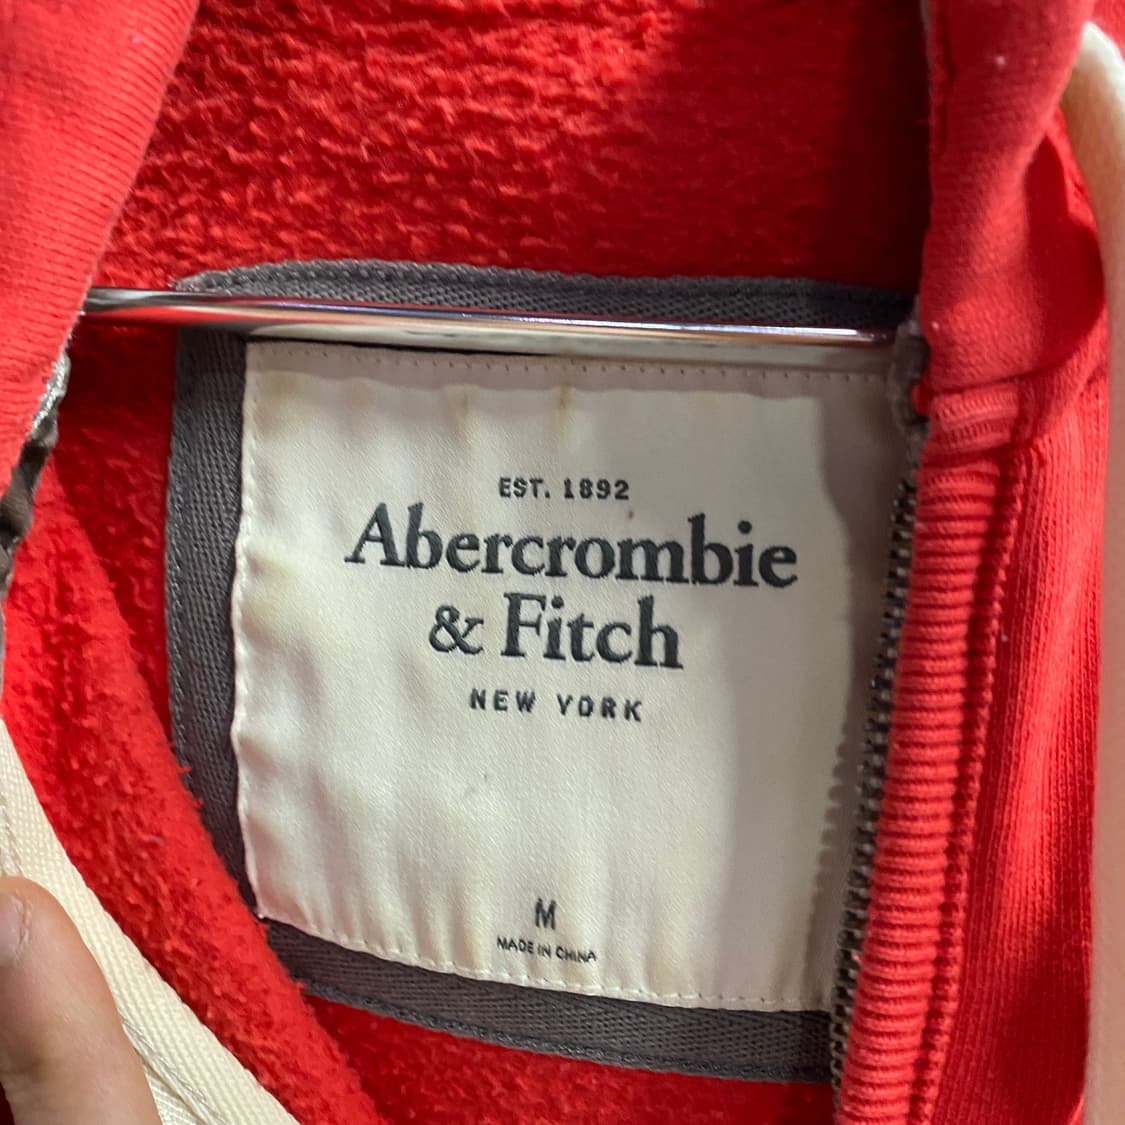 EST. 1892
Abercrombie
& Fitch
NEW YORK
M
MADE IN CHINA